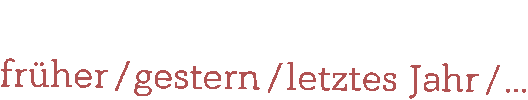 früher / gestern / letztes Jahr / ...